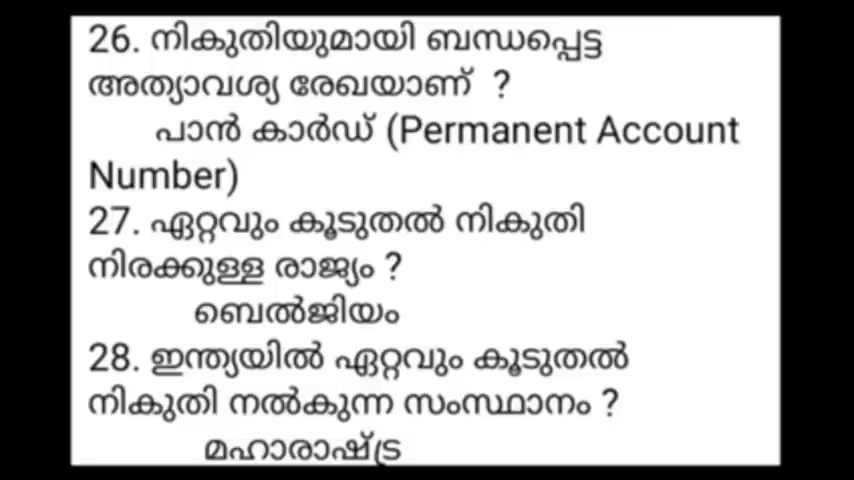 26. നികുതിയുമായി ബന്ധപ്പെട്ട
അത്യാവശ്യ രേഖയാണ് ?
പാൻ കാർഡ് (Permanent Account
Number)
27. ഏറ്റവും കൂടുതൽ നികുതി
നിരക്കുള്ള രാജ്യം ?
ബെൽജിയം
28. ഇന്ത്യയിൽ ഏറ്റവും കൂടുതൽ
നികുതി നൽകുന്ന സംസ്ഥാനം ?
മഹാരാഷ്ട്ര